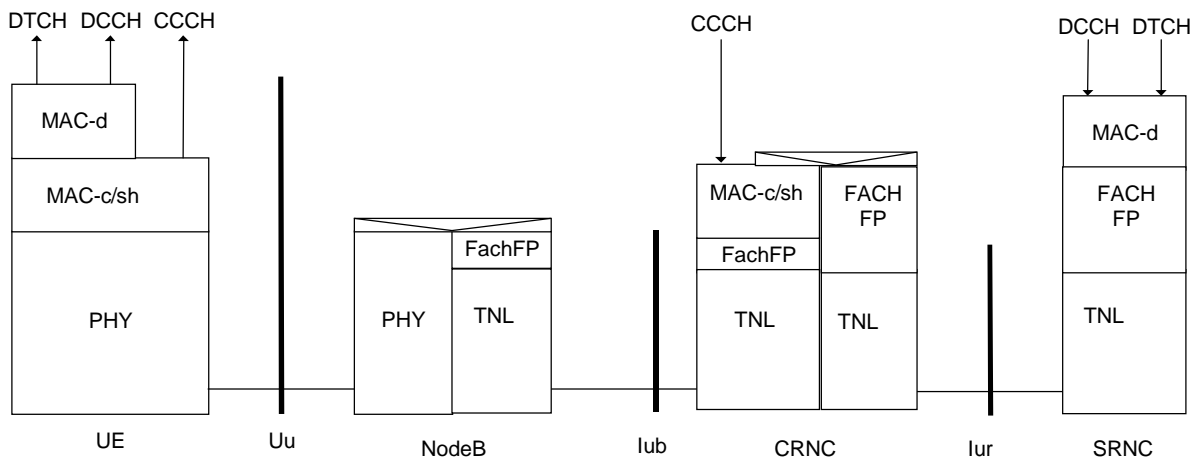 DTCH DCCH CCCH
CCCH
DCCH DTCH
MAC-d
MAC-c/sh
PHY
FachFP
PHY
TNL
MAC-c/sh
FACH
FP
FachFP
TNL
TNL
MAC-d
FACH
FP
TNL
UE
Uu
NodeB
Iub
CRNC
Iur
SRNC